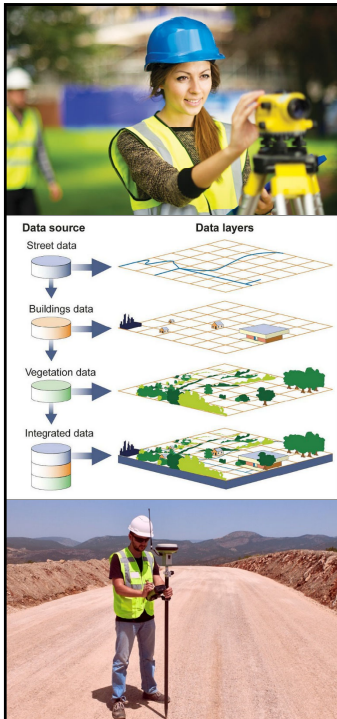 Data source
Data layers
Street data
Buildings data
Vegetation data
Integrated data